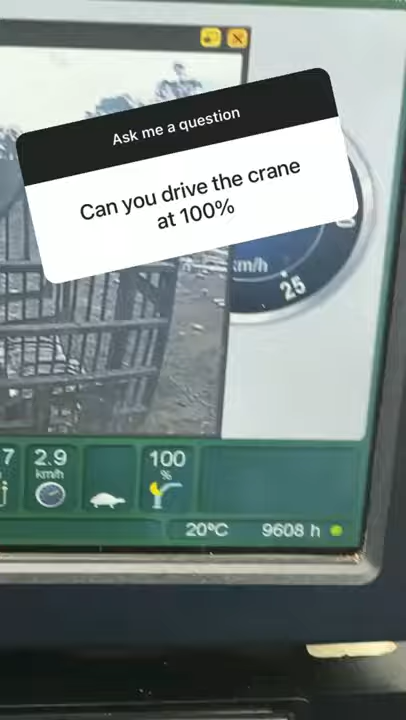 Ask me a question
Can you drive the crane
at 100%
km/h
25
7 2.9 100
km/h %
20°C 9608 h